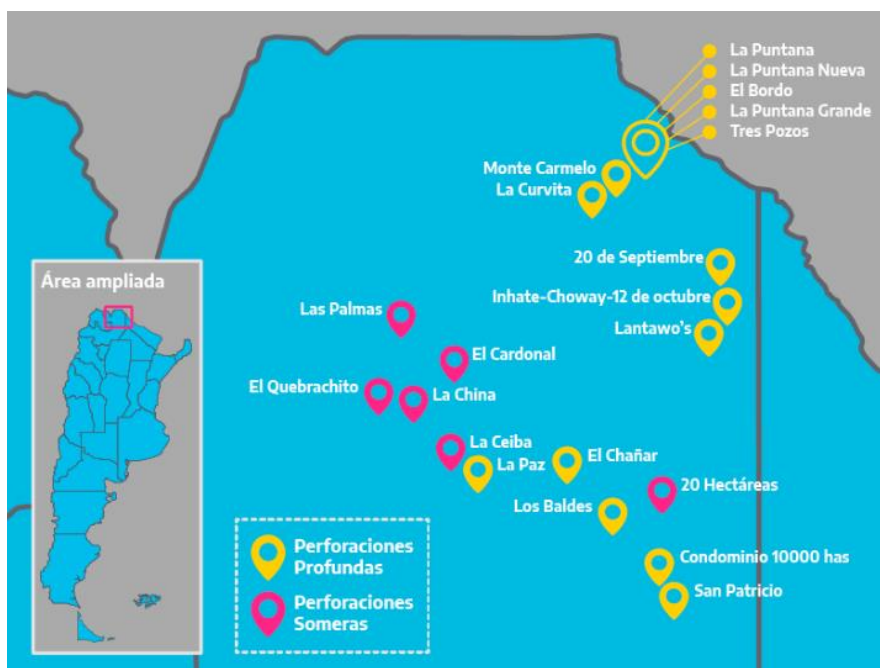 La Puntana
La Puntana Nueva
El Bordo
La Puntana Grande
Tres Pozos
Monte Carmelo
La Curvita
20 de Septiembre
Área ampliada
Inhate-Choway-12 de octubre
Las Palmas
Lantawo's
El Cardonal
El Quebrachito
La China
La Ceiba
La Paz
El Chañar
20 Hectáreas
Los Baldes
Perforaciones
Profundas
Condominio 10000 has
San Patricio
Perforaciones
Someras